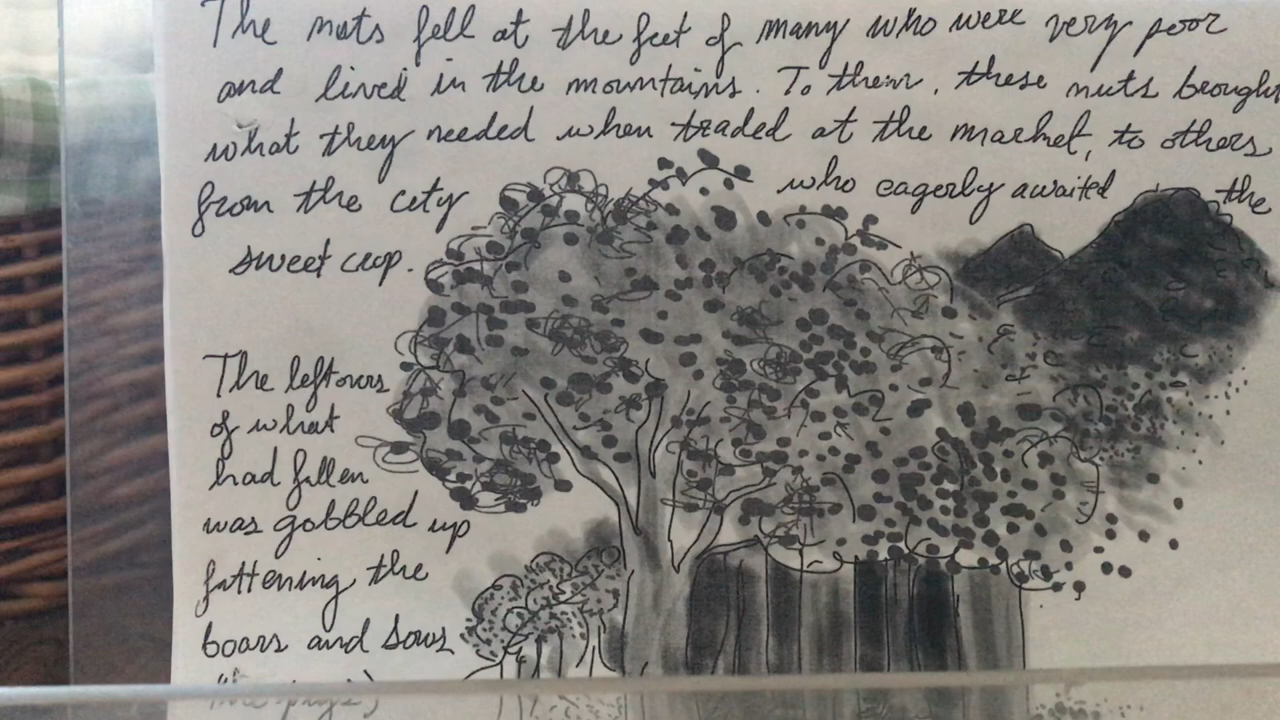 The nuts fell at the feet of many who were very poor
and lived in the mountains. To them, these nuts brought
what they needed when traded at the market, to others
from the city who eagerly awaited the
sweet crop.
The leftovers
of what
had fallen
was gobbled up
fattening the
boars and sows
(the pigs)